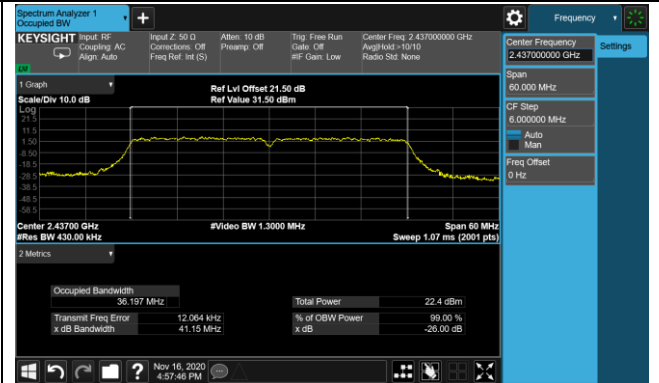 Spectrum Analyzer 1
Occupied BW
+
Frequency
KEYSIGHT
Input: RF
Coupling: AC
Align: Auto
Input Z: 50 Ω
Corrections: Off
Freq Ref: Int (S)
Atten: 10 dB
Preamp: Off
Trig: Free Run
Gate: Off
#IF Gain: Low
Center Freq: 2.437000000 GHz
Avg|Hold:>10/10
Radio Std: None
Center Frequency
2.437000000 GHz
Settings
Span
60.000 MHz
CF Step
6.000000 MHz
Auto
Man
Freq Offset
0 Hz
1 Graph
Scale/Div 10.0 dB
Ref Lvl Offset 21.50 dB
Ref Value 31.50 dBm
Log
21.5
11.5
1.50
-8.50
-18.5
-28.5
-38.5
-48.5
-58.5
Center 2.43700 GHz
#Video BW 1.3000 MHz
Span 60 MHz
#Res BW 430.00 kHz
Sweep 1.07 ms (2001 pts)
2 Metrics
Occupied Bandwidth
36.197 MHz
Total Power
22.4 dBm
Transmit Freq Error
12.064 kHz
% of OBW Power
99.00 %
x dB Bandwidth
41.15 MHz
x dB
-26.00 dB
?
Nov 16, 2020
4:57:46 PM